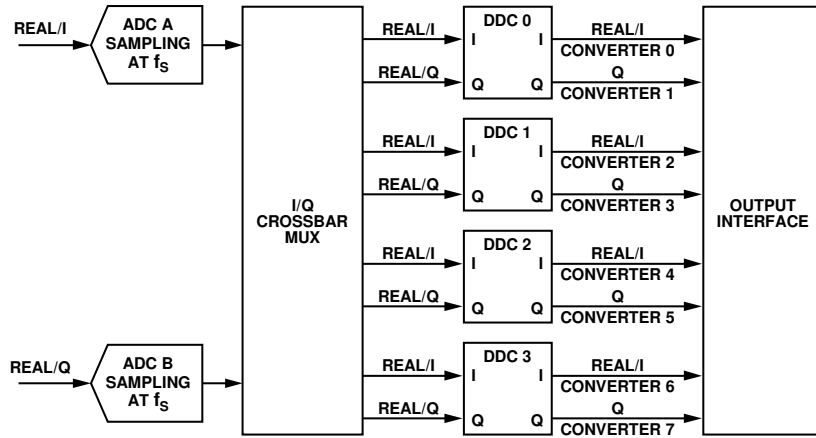 REAL/I
ADC A
SAMPLING
AT fS
REAL/Q
ADC B
SAMPLING
AT fS
I/Q
CROSSBAR
MUX
REAL/I
REAL/Q
DDC 0
I I
Q Q
REAL/I
CONVERTER 0
Q
CONVERTER 1
REAL/I
REAL/Q
DDC 1
I I
Q Q
REAL/I
CONVERTER 2
Q
CONVERTER 3
REAL/I
REAL/Q
DDC 2
I I
Q Q
REAL/I
CONVERTER 4
Q
CONVERTER 5
REAL/I
REAL/Q
DDC 3
I I
Q Q
REAL/I
CONVERTER 6
Q
CONVERTER 7
OUTPUT
INTERFACE